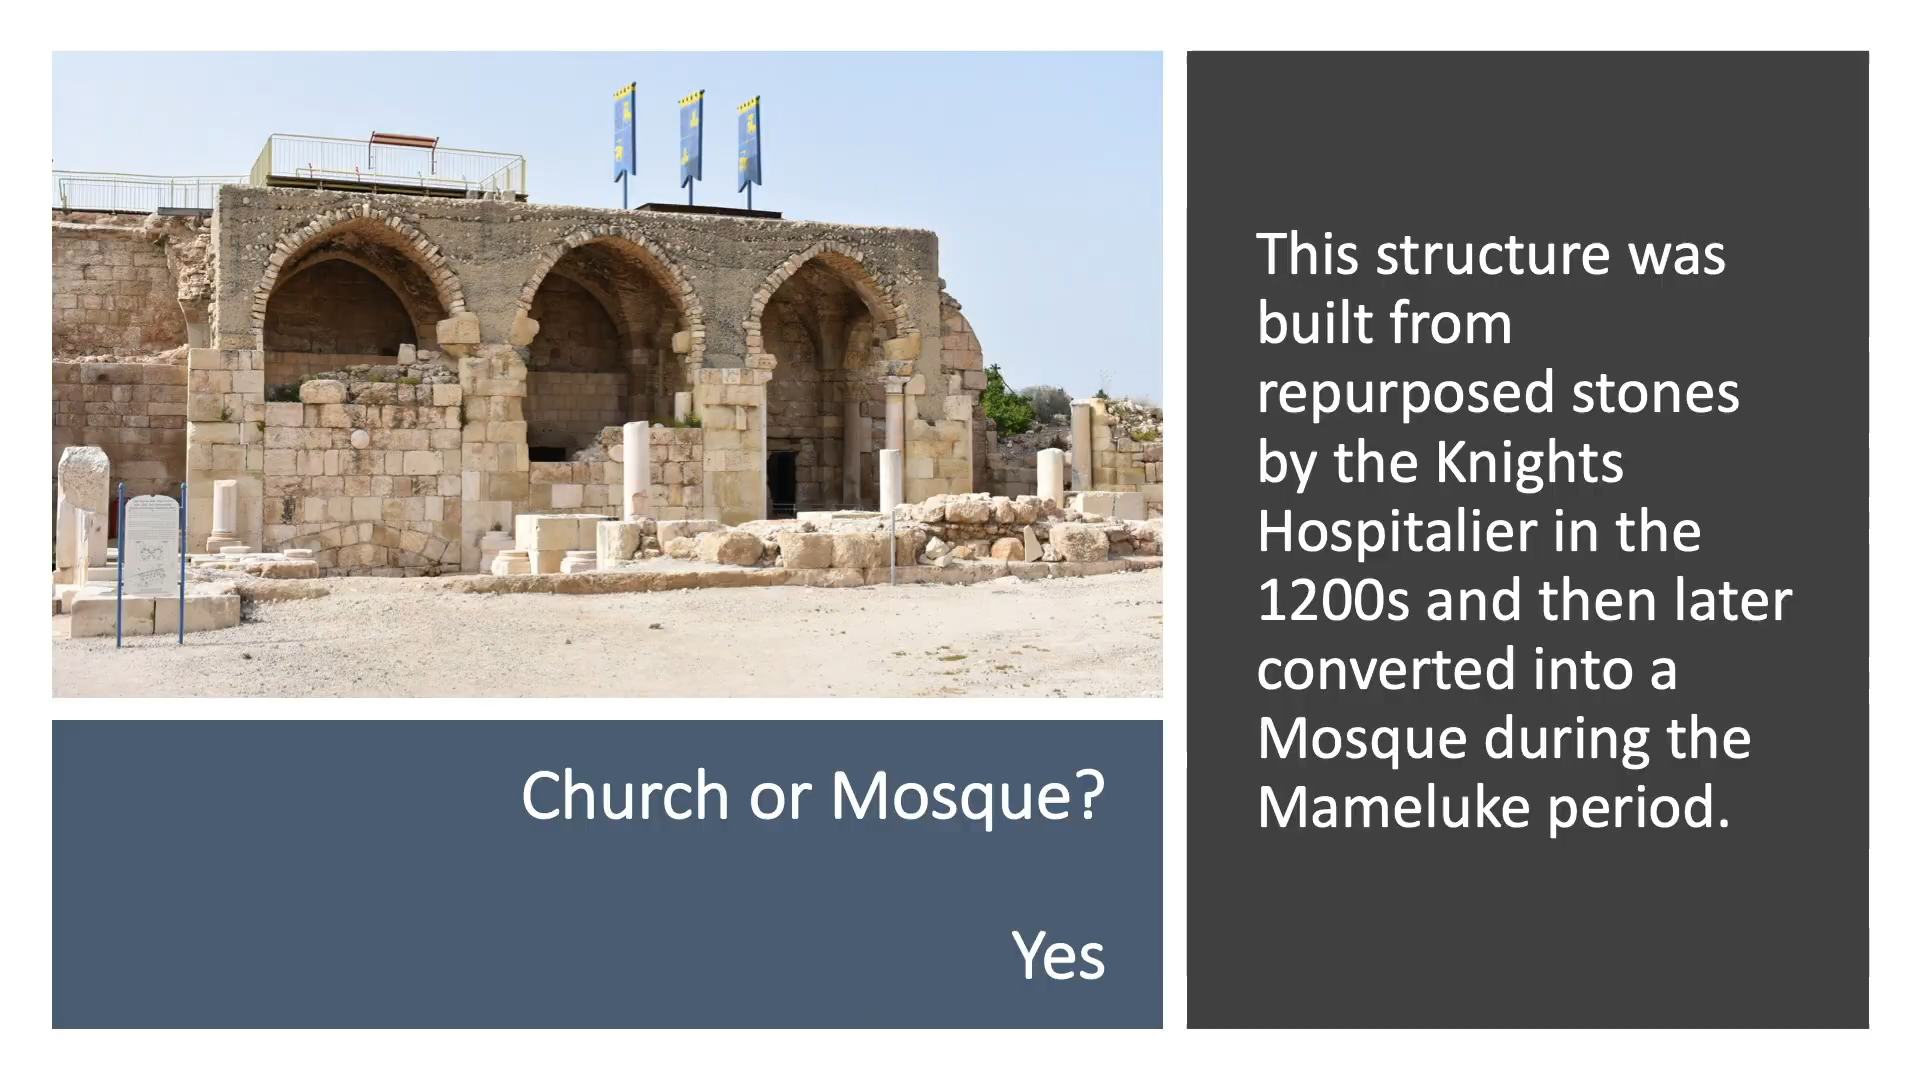 Church or Mosque?
Yes
This structure was
built from
repurposed stones
by the Knights
Hospitalier in the
1200s and then later
converted into a
Mosque during the
Mameluke period.